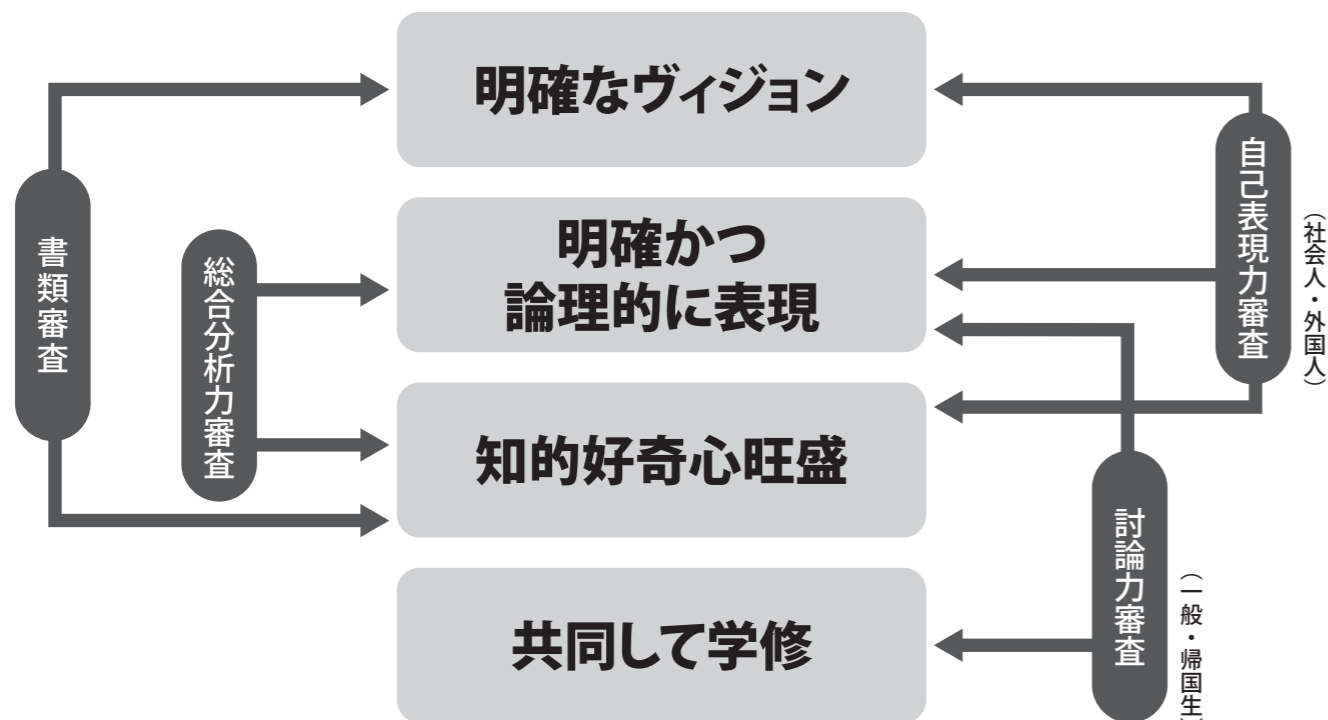 明確なヴィジョン
明確かつ
論理的に表現
知的好奇心旺盛
共同して学修
書類審査
総合分析力審査
自己表現力審査
（社会人・外国人）
討論力審査
（一般・帰国生）